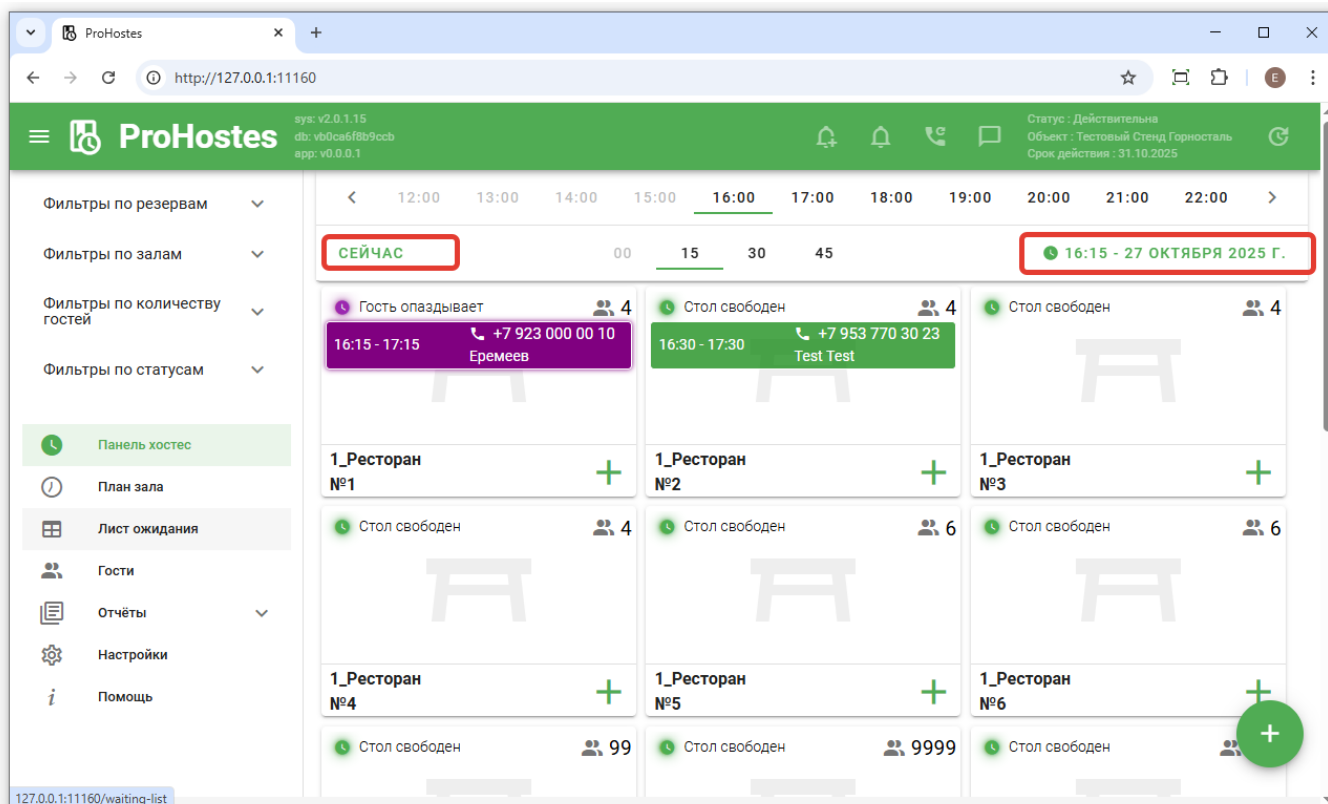 ProHostes
http://127.0.0.1:11160
E
ProHostes
sys: v2.0.1.15
db: vb0ca6f8b9ccb
app: v0.0.0.1
Статус : Действительна
Объект : Тестовый Стенд Горносталь
Срок действия : 31.10.2025
Фильтры по резервам
Фильтры по залам
Фильтры по количеству
гостей
Фильтры по статусам
Панель хостес
План зала
Лист ожидания
Гости
Отчёты
Настройки
Помощь
12:00 13:00 14:00 15:00 16:00 17:00 18:00 19:00 20:00 21:00 22:00
СЕЙЧАС 00 15 30 45 16:15 - 27 ОКТЯБРЯ 2025 Г.
Гость опаздывает 4
16:15 - 17:15 +7 923 000 00 10
Еремеев
1_Ресторан
№1
Стол свободен 4
16:30 - 17:30 +7 953 770 30 23
Test Test
1_Ресторан
№2
Стол свободен 4
1_Ресторан
№3
Стол свободен 4
1_Ресторан
№4
Стол свободен 6
1_Ресторан
№5
Стол свободен 6
1_Ресторан
№6
Стол свободен 99
Стол свободен 9999
Стол свободен
127.0.0.1:11160/waiting-list